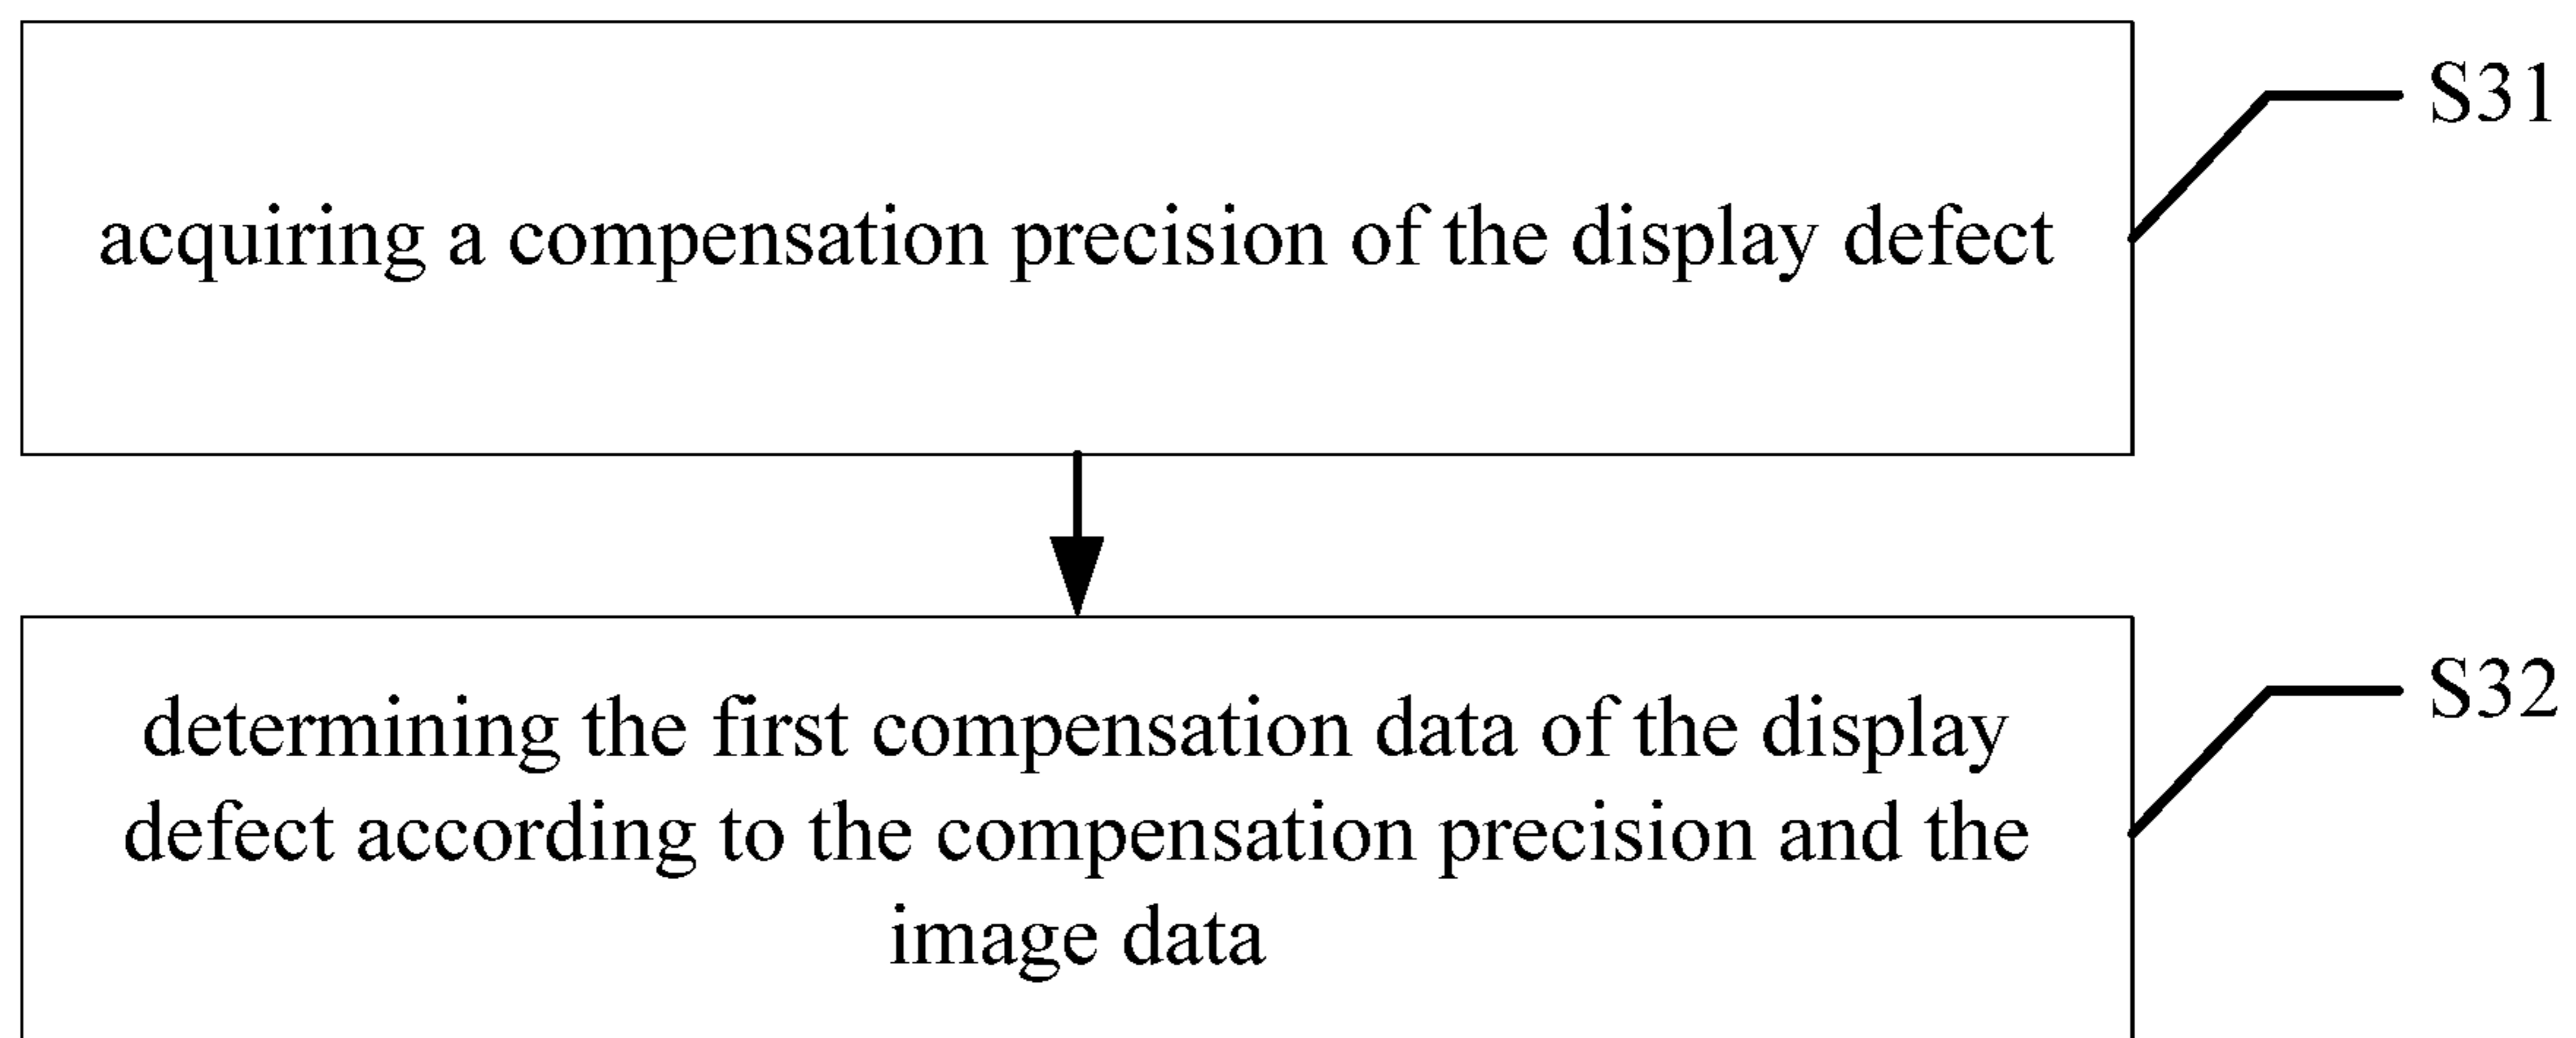 S31
acquiring a compensation precision of the display defect
S32
determining the first compensation data of the display
defect according to the compensation precision and the
image data